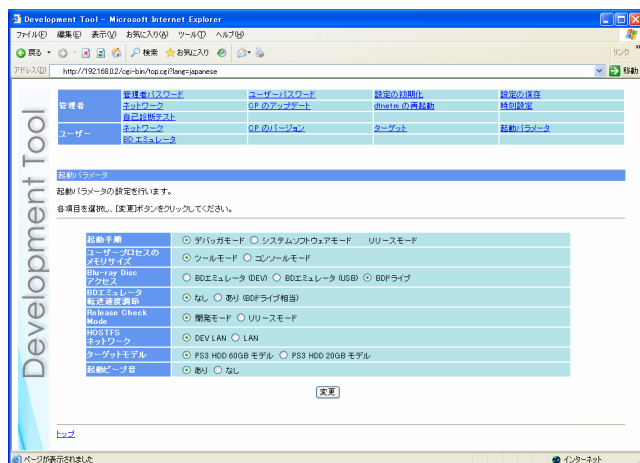 Development Tool - Microsoft Internet Explorer
ファイル(F) 編集(E) 表示(V) お気に入り(A) ツール(T) ヘルプ(H)
戻る 検索 お気に入り リンク
アドレス(D) http://192.168.0.2/cgi-bin/top.cgi?lang=japanese 移動
Development Tool
管理者 管理者パスワード ユーザーパスワード 設定の初期化 設定の保存
ネットワーク CP のアップデート dtnetm の再起動 時刻設定
自己診断テスト
ユーザー ネットワーク CP のバージョン ターゲット 起動パラメータ
BD エミュレータ
起動パラメータ
起動パラメータの設定を行います。
各項目を選択し、[変更]ボタンをクリックしてください。
起動手順 デバッガモード システムソフトウェアモード リリースモード
ユーザープロセスの
メモリサイズ ツールモード コンソールモード
Blu-ray Disc
アクセス BDエミュレータ (DEV) BDエミュレータ (USB) BDドライブ
BDエミュレータ
転送速度調節 なし あり (BDドライブ相当)
Release Check
Mode 開発モード リリースモード
HOSTFS
ネットワーク DEV LAN LAN
ターゲットモデル PS3 HDD 60GB モデル PS3 HDD 20GB モデル
起動ビープ音 あり なし
変更
トップ
ページが表示されました インターネット